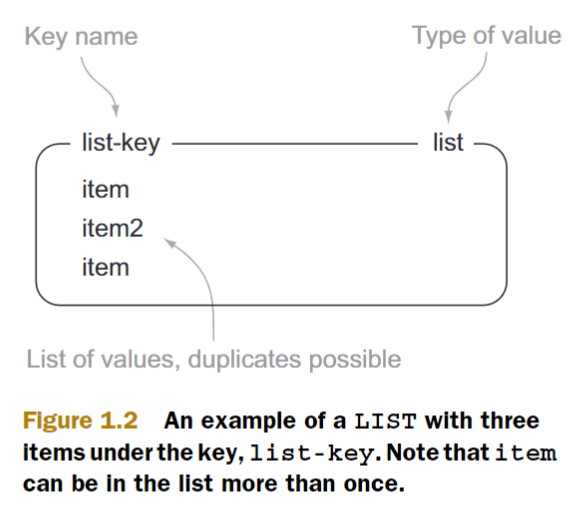 Key name
Type of value
list-key
list
item
item2
item
List of values, duplicates possible
Figure 1.2 An example of a LIST with three
items under the key, list-key. Note that item
can be in the list more than once.